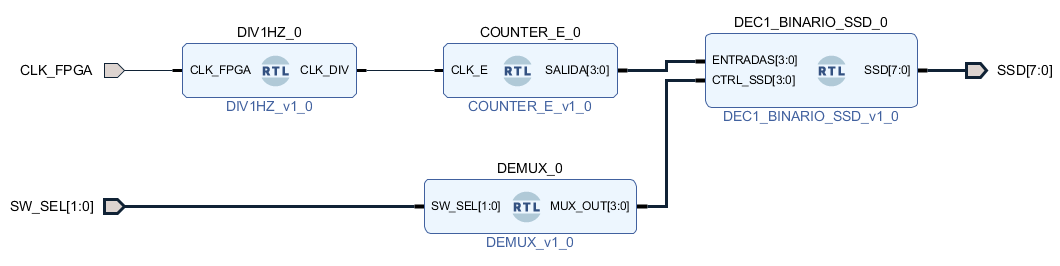 DIV1HZ_0
COUNTER_E_0
DEC1_BINARIO_SSD_0
CLK_FPGA
CLK_FPGA RTL CLK_DIV
CLK_E RTL SALIDA[3:0]
ENTRADAS[3:0]
CTRL_SSD[3:0]
RTL SSD[7:0]
SSD[7:0]
DIV1HZ_v1_0
COUNTER_E_v1_0
DEC1_BINARIO_SSD_v1_0
DEMUX_0
SW_SEL[1:0]
SW_SEL[1:0] RTL MUX_OUT[3:0]
DEMUX_v1_0